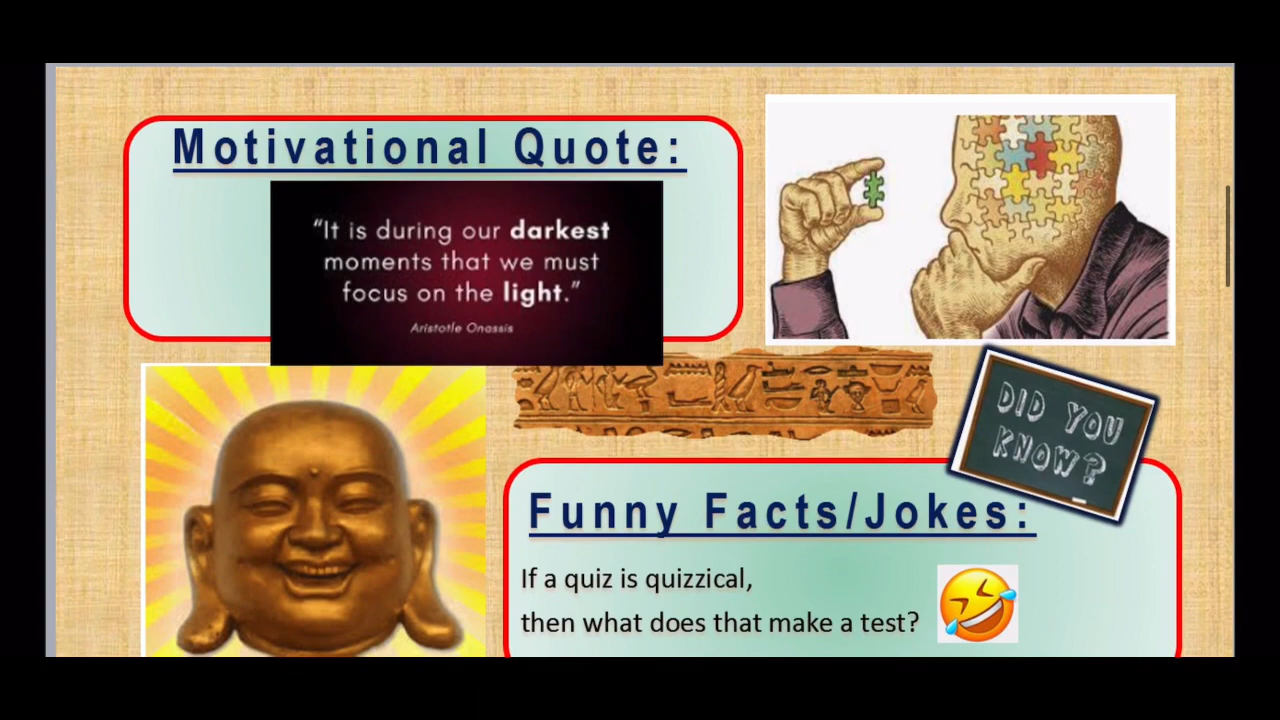 Motivational Quote:
“It is during our darkest
moments that we must
focus on the light.”
Aristotle Onassis
DID YOU
KNOW?
Funny Facts/Jokes:
If a quiz is quizzical,
then what does that make a test?